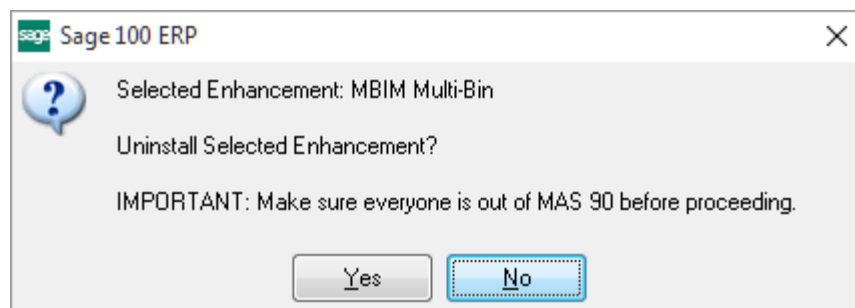 sage Sage 100 ERP
Selected Enhancement: MBIM Multi-Bin
Uninstall Selected Enhancement?
IMPORTANT: Make sure everyone is out of MAS 90 before proceeding.
Yes No